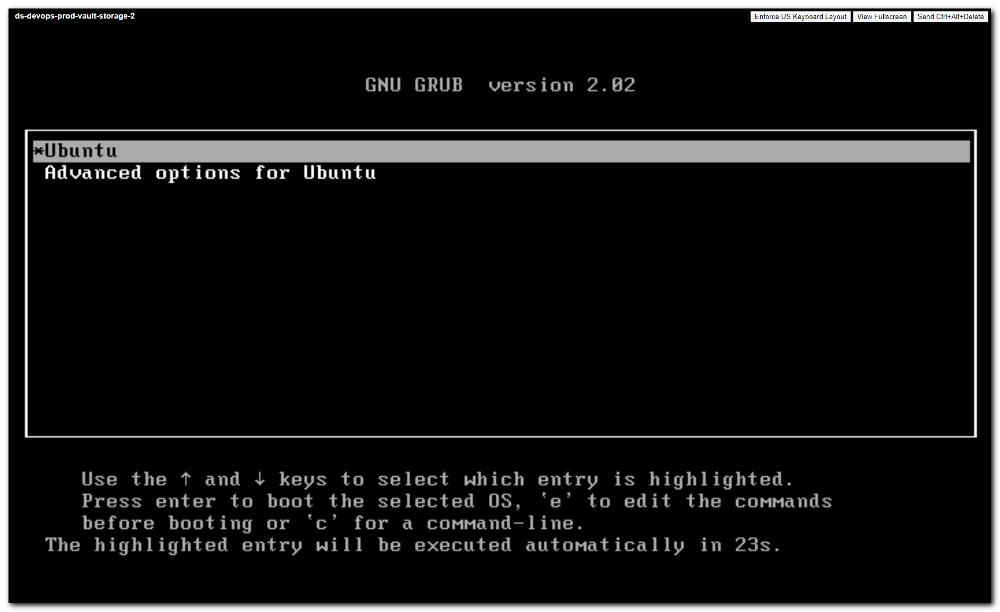 ds-devops-prod-vault-storage-2
Enforce US Keyboard Layout View Fullscreen Send Ctrl+Alt+Delete
GNU GRUB  version 2.02
*Ubuntu
Advanced options for Ubuntu
Use the ↑ and ↓ keys to select which entry is highlighted.
Press enter to boot the selected OS, `e' to edit the commands
before booting or `c' for a command-line.
The highlighted entry will be executed automatically in 23s.